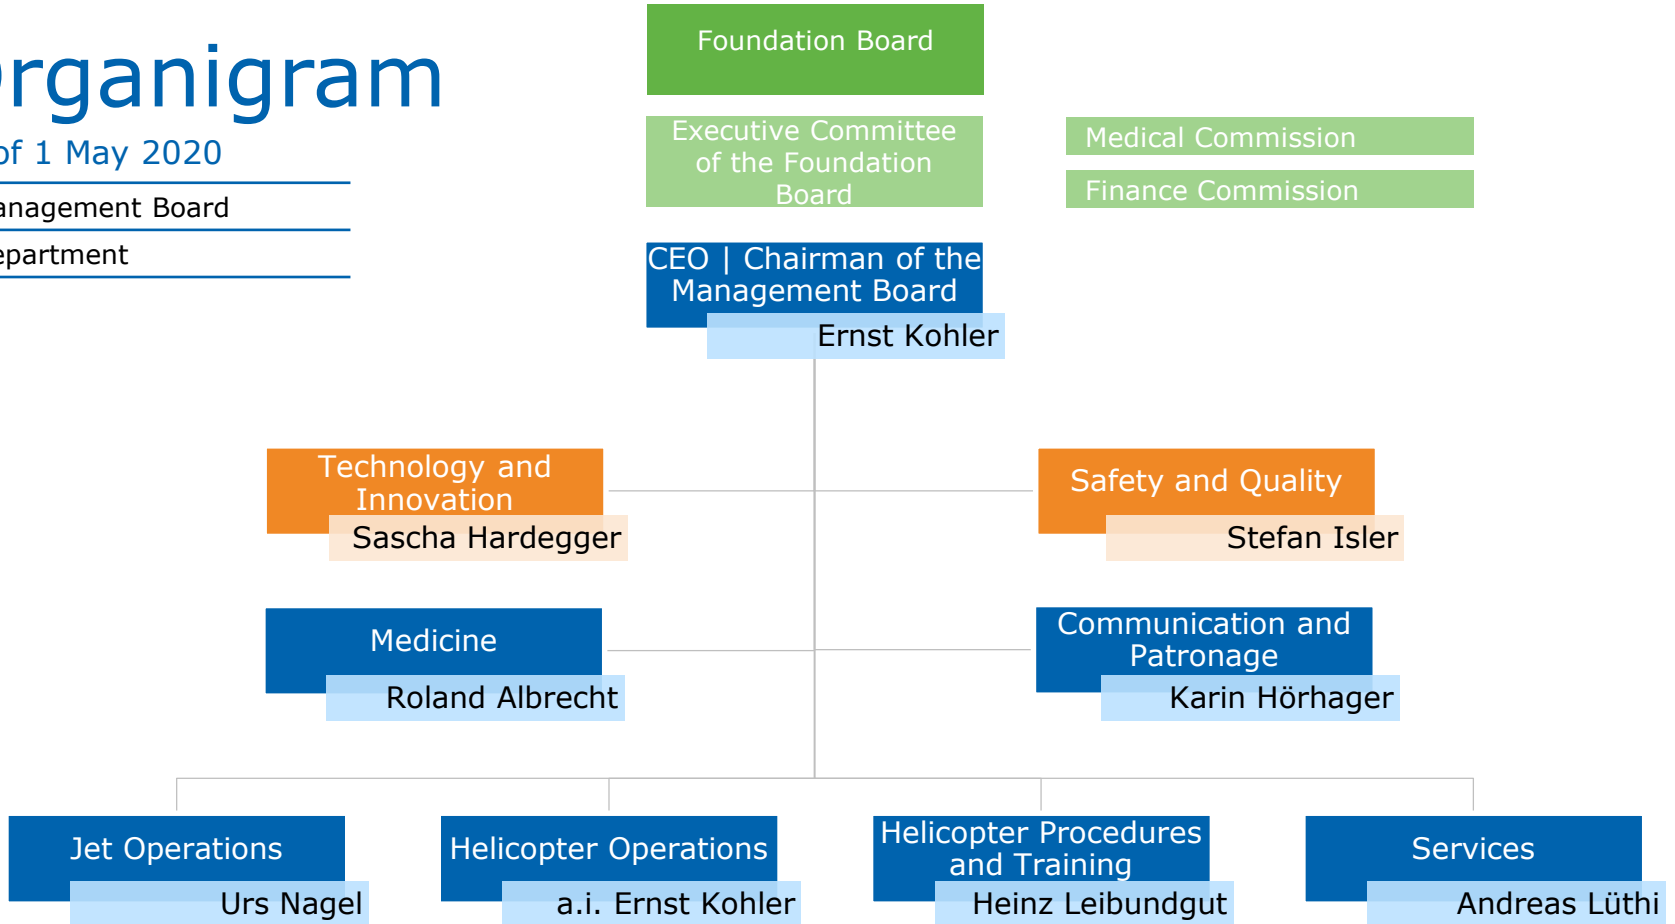 rganigram
of 1 May 2020
anagement Board
epartment
Foundation Board
Executive Committee
of the Foundation
Board
Medical Commission
Finance Commission
CEO | Chairman of the
Management Board
Ernst Kohler
Technology and
Innovation
Sascha Hardegger
Safety and Quality
Stefan Isler
Medicine
Roland Albrecht
Communication and
Patronage
Karin Hörhager
Jet Operations
Urs Nagel
Helicopter Operations
a.i. Ernst Kohler
Helicopter Procedures
and Training
Heinz Leibundgut
Services
Andreas Lüthi